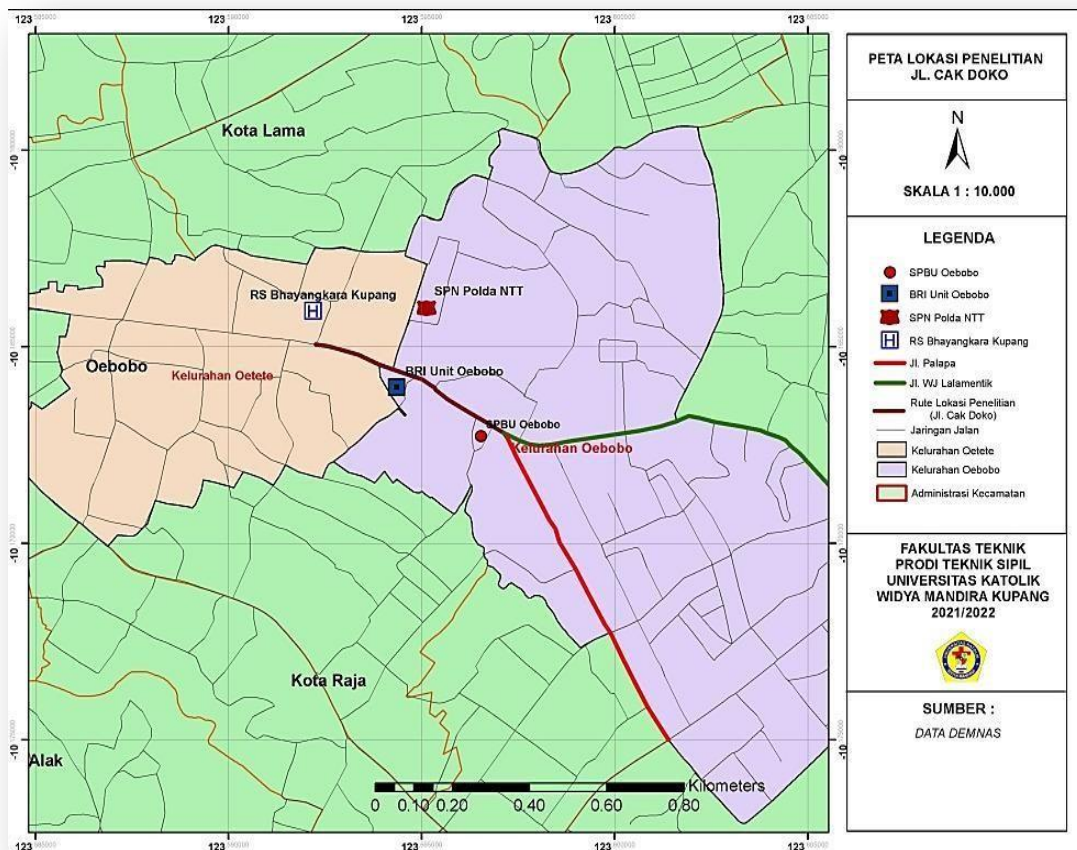 PETA LOKASI PENELITIAN
JL. CAK DOKO
N
SKALA 1 : 10.000
LEGENDA
SPBU Oebobo
BRI Unit Oebobo
SPN Polda NTT
RS Bhayangkara Kupang
Jl. Palapa
Jl. WJ Lalamentik
Rute Lokasi Penelitian
(Jl. Cak Doko)
Jaringan Jalan
Kelurahan Oetete
Kelurahan Oebobo
Administrasi Kecamatan
FAKULTAS TEKNIK
PRODI TEKNIK SIPIL
UNIVERSITAS KATOLIK
WIDYA MANDIRA KUPANG
2021/2022
SUMBER :
DATA DEMNAS
Kota Lama
RS Bhayangkara Kupang
H
SPN Polda NTT
Oebobo
Kelurahan Oetete
BRI Unit Oebobo
SPBU Oebobo
Kelurahan Oebobo
Kota Raja
Alak
Kilometers
0 0.10 0.20 0.40 0.60 0.80